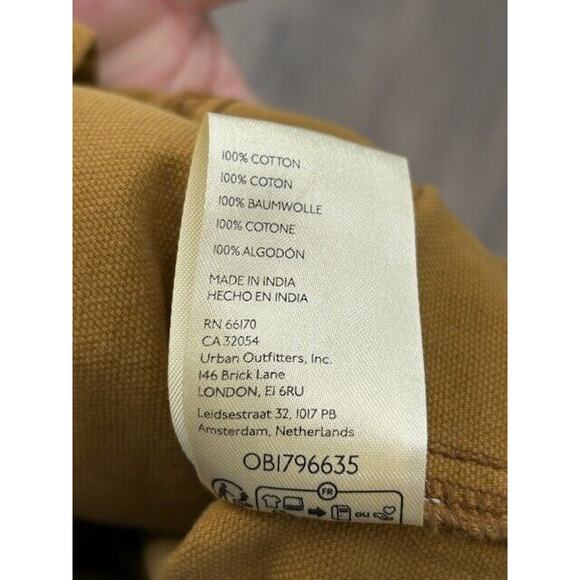 100% COTTON
100% COTON
100% BAUMWOLLE
100% COTONE
100% ALGODÓN
MADE IN INDIA
HECHO EN INDIA
RN 66170
CA 32054
Urban Outfitters, Inc.
146 Brick Lane
LONDON, E1 6RU
Leidsestraat 32, 1017 PB
Amsterdam, Netherlands
OB1796635
FR
ou